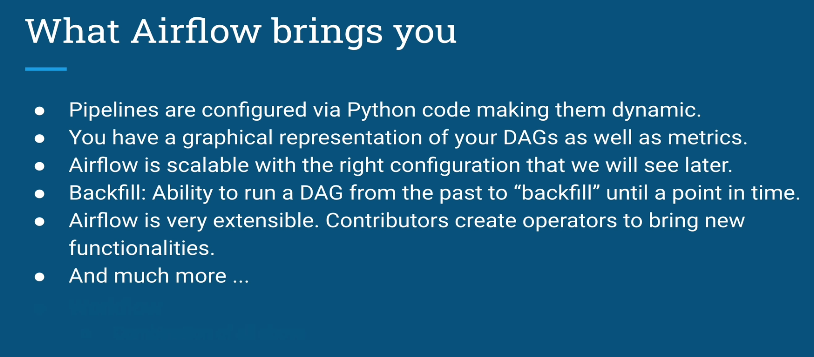 What Airflow brings you
● Pipelines are configured via Python code making them dynamic.
● You have a graphical representation of your DAGs as well as metrics.
● Airflow is scalable with the right configuration that we will see later.
● Backfill: Ability to run a DAG from the past to “backfill” until a point in time.
● Airflow is very extensible. Contributors create operators to bring new
functionalities.
● And much more ...